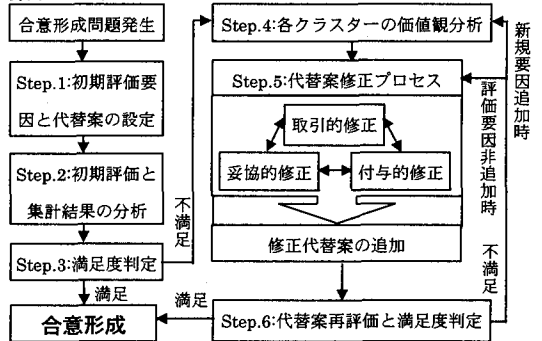 合意形成問題発生
Step.1:初期評価要
因と代替案の設定
Step.2:初期評価と
集計結果の分析
Step.3:満足度判定
満足
合意形成
不満足
Step.4:各クラスターの価値観分析
Step.5:代替案修正プロセス
取引的修正
妥協的修正
付与的修正
修正代替案の追加
満足
Step.6:代替案再評価と満足度判定
不満足
評価要因非追加時
新規要因追加時